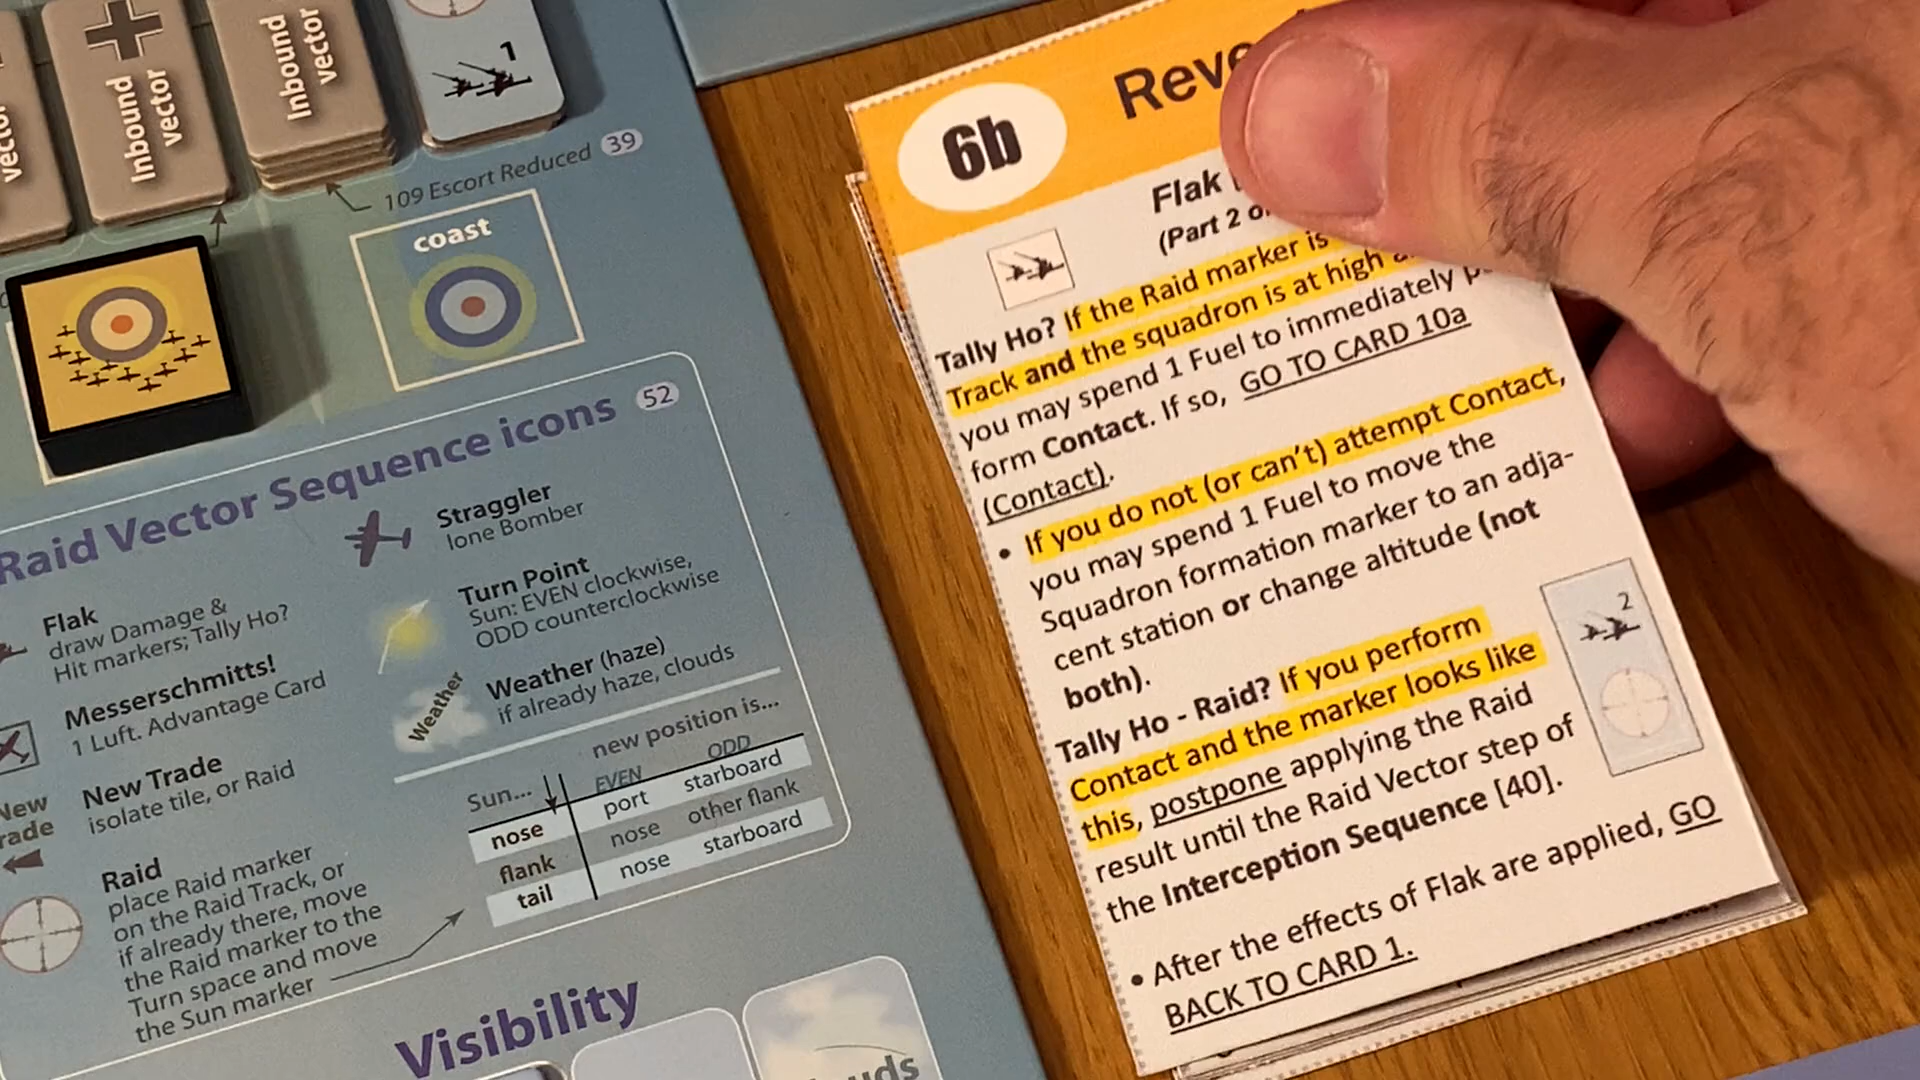 vector
Inbound
vector
Inbound
vector
1
109 Escort Reduced 39
coast
Raid Vector Sequence icons 52
Flak
draw Damage &
Hit markers; Tally Ho?
Messerschmitts!
1 Luft. Advantage Card
New Trade
isolate tile, or Raid
Raid
place Raid marker
on the Raid Track, or
if already there, move
the Raid marker to the
Turn space and move
the Sun marker
Straggler
lone Bomber
Turn Point
Sun: EVEN clockwise,
ODD counterclockwise
Weather
Weather (haze)
if already haze, clouds
new position is...
Sun... EVEN ODD
nose port starboard
flank nose other flank
tail nose starboard
Visibility
6b
Flak
(Part 2
Tally Ho? If the Raid marker is
Track and the squadron is at high
you may spend 1 Fuel to immediately
form Contact. If so, GO TO CARD 10a
(Contact).
• If you do not (or can't) attempt Contact,
you may spend 1 Fuel to move the
Squadron formation marker to an adja-
cent station or change altitude (not
both).
Tally Ho - Raid? If you perform
Contact and the marker looks like
this, postpone applying the Raid
result until the Raid Vector step of
the Interception Sequence [40].
2
• After the effects of Flak are applied, GO
BACK TO CARD 1.